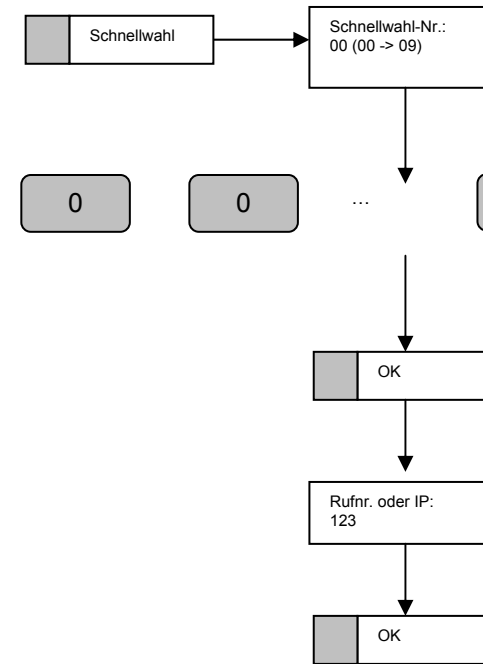 Schnellwahl
Schnellwahl-Nr.:
00 (00 -> 09)
0
0
...
OK
Rufnr. oder IP:
123
OK